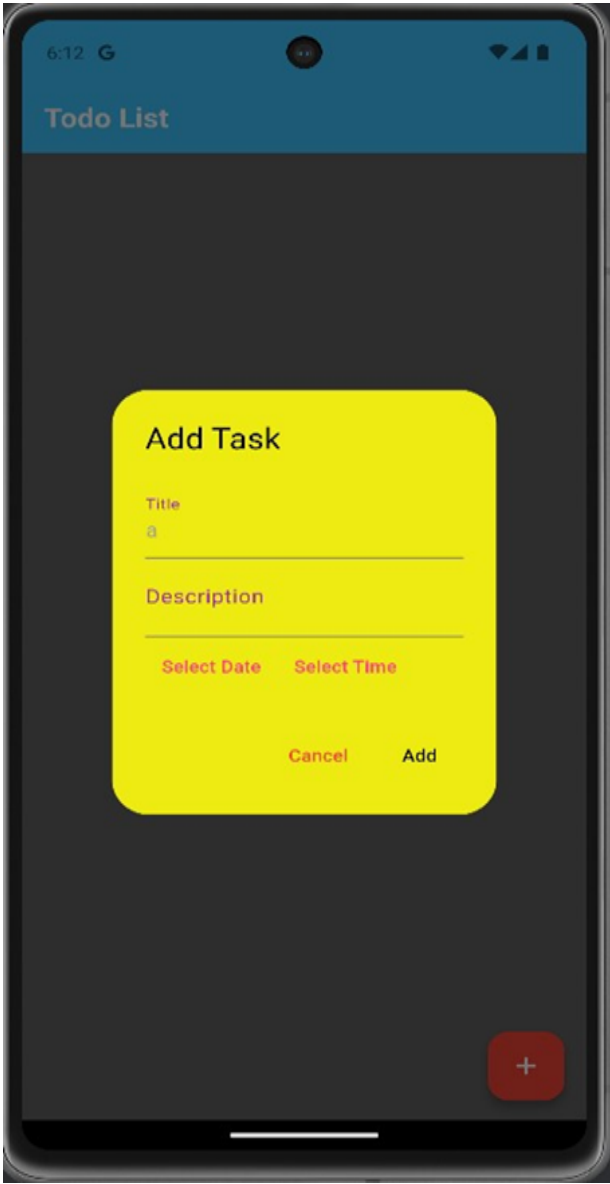 6:12 G
Todo List
Add Task
Title
a
Description
Select Date Select Time
Cancel Add
+